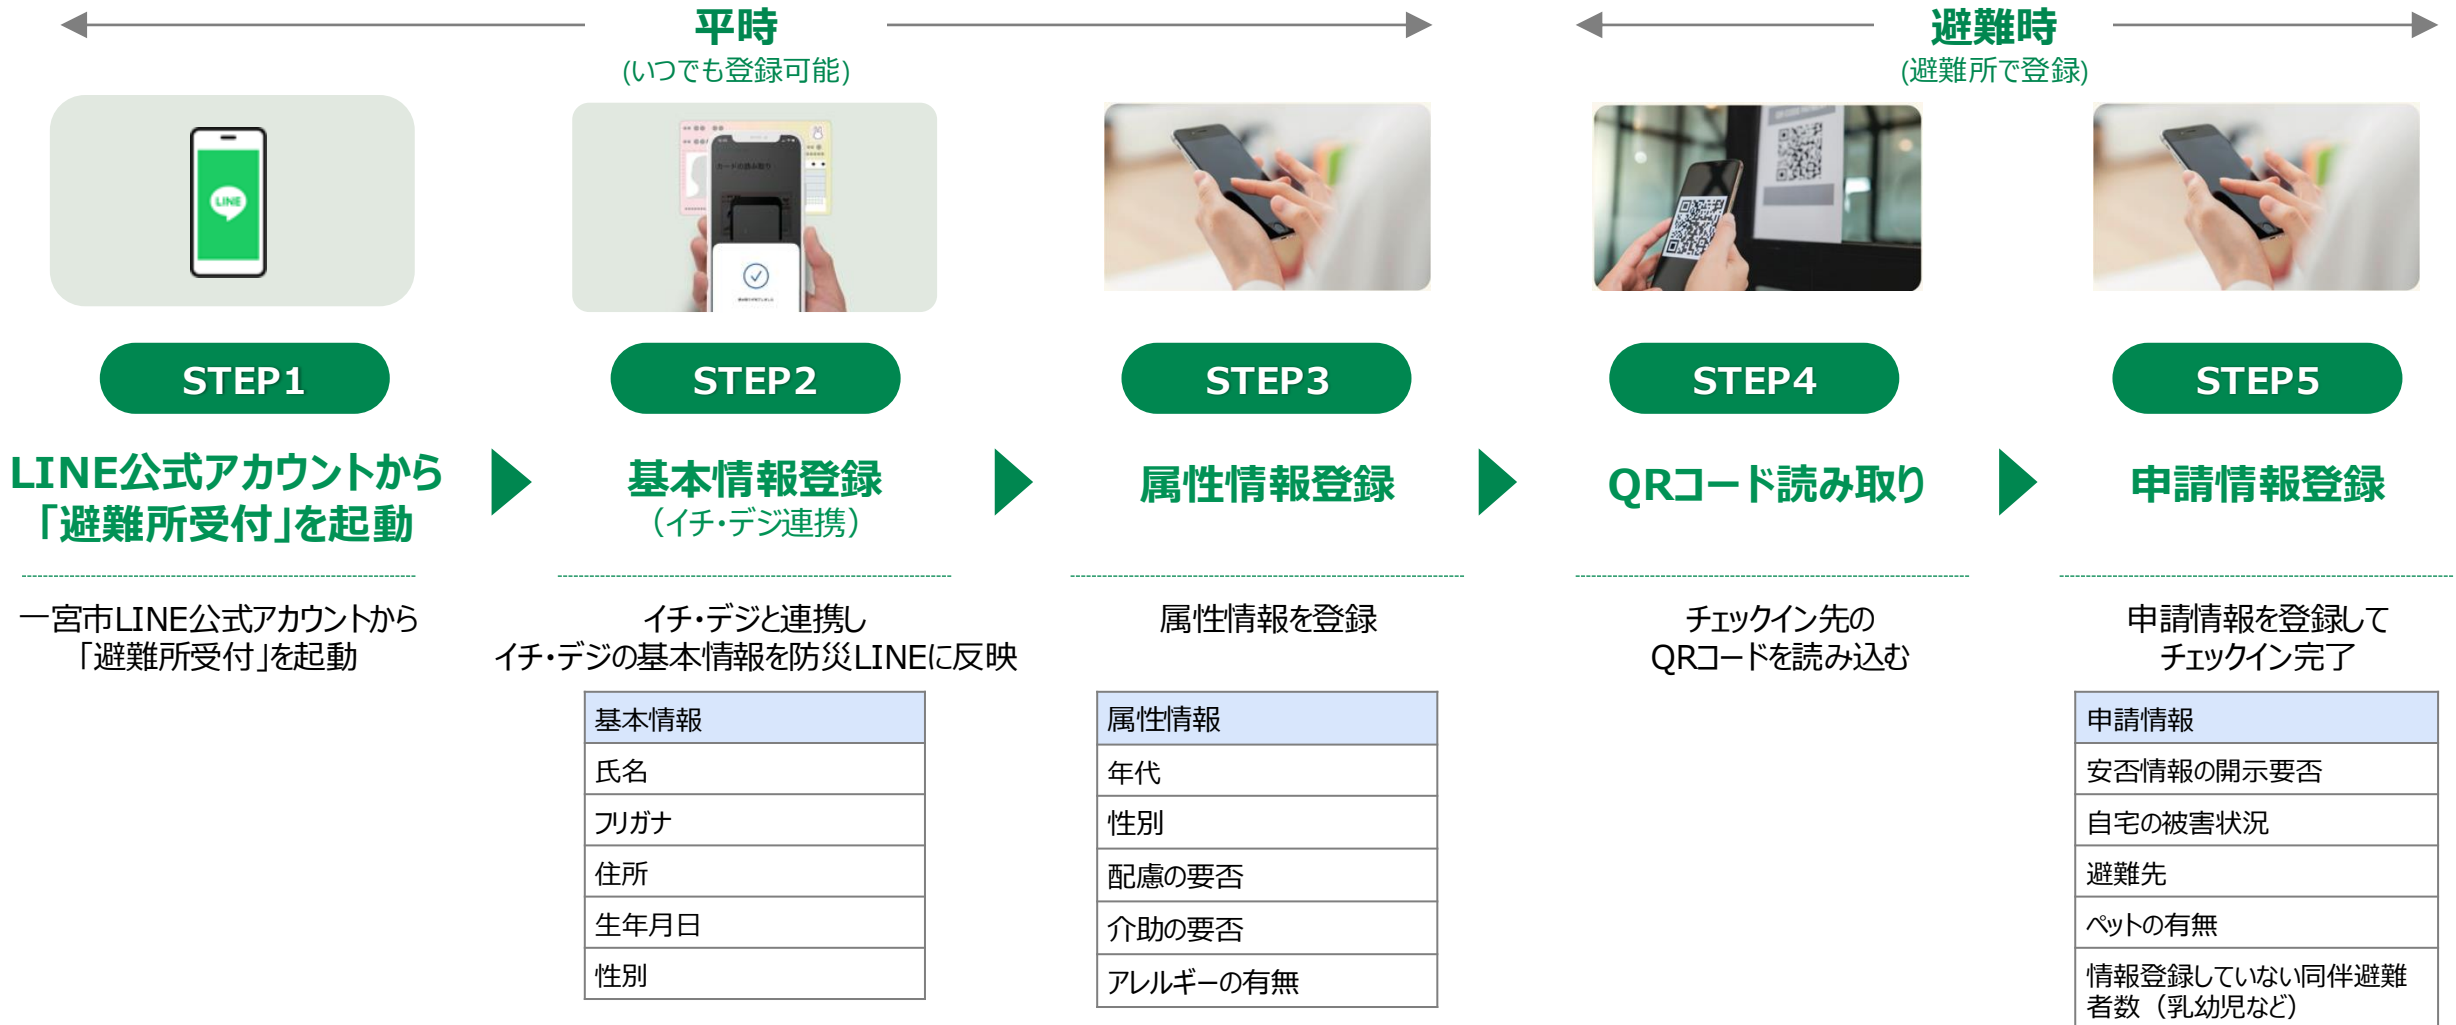 平時
(いつでも登録可能)
避難時
(避難所で登録)
LINE
カードの読み取り
STEP1
STEP2
STEP3
STEP4
STEP5
LINE公式アカウントから
「避難所受付」を起動
基本情報登録
（イチ・デジ連携）
属性情報登録
QRコード読み取り
申請情報登録
一宮市LINE公式アカウントから
「避難所受付」を起動
イチ・デジと連携し
イチ・デジの基本情報を防災LINEに反映
属性情報を登録
チェックイン先の
QRコードを読み込む
申請情報を登録して
チェックイン完了
基本情報
氏名
フリガナ
住所
生年月日
性別
属性情報
年代
性別
配慮の要否
介助の要否
アレルギーの有無
申請情報
安否情報の開示要否
自宅の被害状況
避難先
ペットの有無
情報登録していない同伴避難
者数（乳幼児など）